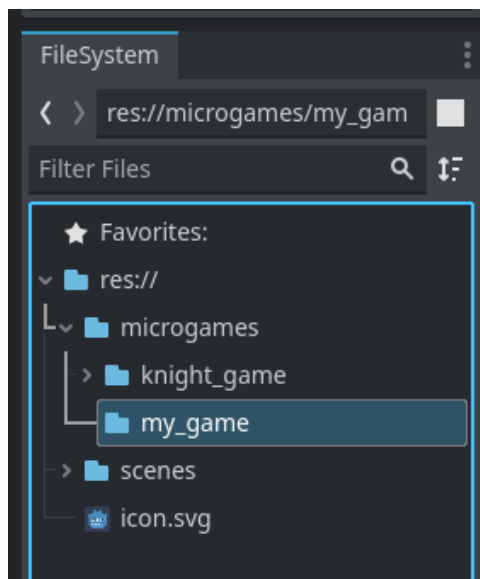 FileSystem
res://microgames/my_gam
Filter Files
Favorites:
res://
microgames
knight_game
my_game
scenes
icon.svg